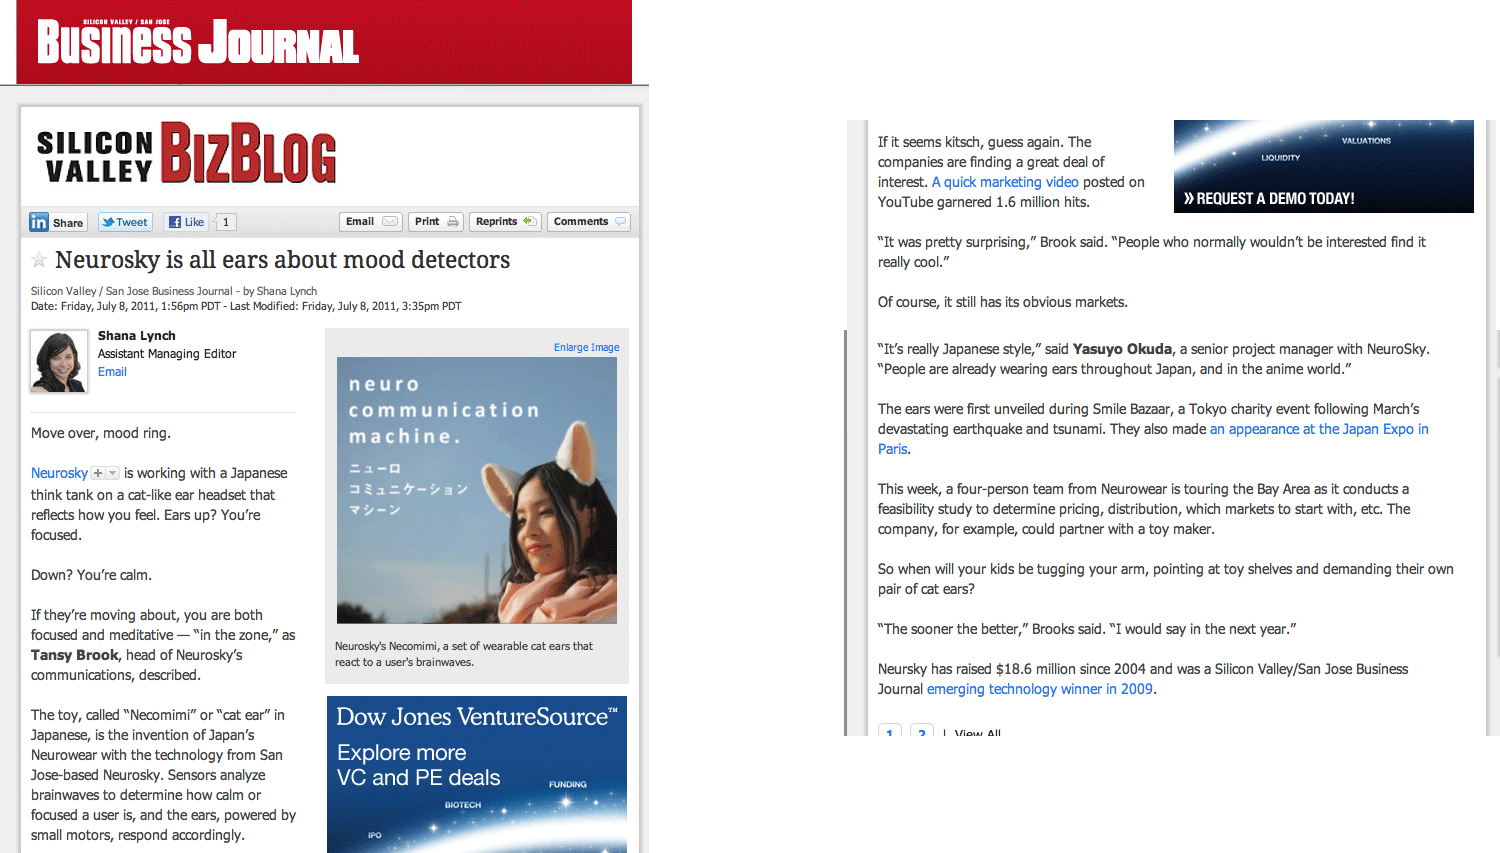 SILICON VALLEY / SAN JOSE
BUSINESS JOURNAL
SILICON
VALLEY
BIZBLOG
in Share
Tweet
Like
1
Email
Print
Reprints
Comments
Neurosky is all ears about mood detectors
Silicon Valley / San Jose Business Journal - by Shana Lynch
Date: Friday, July 8, 2011, 1:56pm PDT - Last Modified: Friday, July 8, 2011, 3:35pm PDT
Shana Lynch
Assistant Managing Editor
Email
Move over, mood ring.
Neurosky is working with a Japanese
think tank on a cat-like ear headset that
reflects how you feel. Ears up? You’re
focused.
Down? You’re calm.
If they’re moving about, you are both
focused and meditative — “in the zone,” as
Tansy Brook, head of Neurosky’s
communications, described.
The toy, called “Necomimi” or “cat ear” in
Japanese, is the invention of Japan’s
Neurowear with the technology from San
Jose-based Neurosky. Sensors analyze
brainwaves to determine how calm or
focused a user is, and the ears, powered by
small motors, respond accordingly.
Enlarge Image
neuro
communication
machine.
ニューロ
コミュニケーション
マシーン
Neurosky's Necomimi, a set of wearable cat ears that
react to a user's brainwaves.
Dow Jones VentureSource™
Explore more
VC and PE deals
FUNDING
BIOTECH
IPO
If it seems kitsch, guess again. The
companies are finding a great deal of
interest. A quick marketing video posted on
YouTube garnered 1.6 million hits.
VALUATIONS
LIQUIDITY
» REQUEST A DEMO TODAY!
“It was pretty surprising,” Brook said. “People who normally wouldn’t be interested find it
really cool.”
Of course, it still has its obvious markets.
“It’s really Japanese style,” said Yasuyo Okuda, a senior project manager with NeuroSky.
“People are already wearing ears throughout Japan, and in the anime world.”
The ears were first unveiled during Smile Bazaar, a Tokyo charity event following March’s
devastating earthquake and tsunami. They also made an appearance at the Japan Expo in
Paris.
This week, a four-person team from Neurowear is touring the Bay Area as it conducts a
feasibility study to determine pricing, distribution, which markets to start with, etc. The
company, for example, could partner with a toy maker.
So when will your kids be tugging your arm, pointing at toy shelves and demanding their own
pair of cat ears?
“The sooner the better,” Brooks said. “I would say in the next year.”
Neursky has raised $18.6 million since 2004 and was a Silicon Valley/San Jose Business
Journal emerging technology winner in 2009.
1 2 | View All